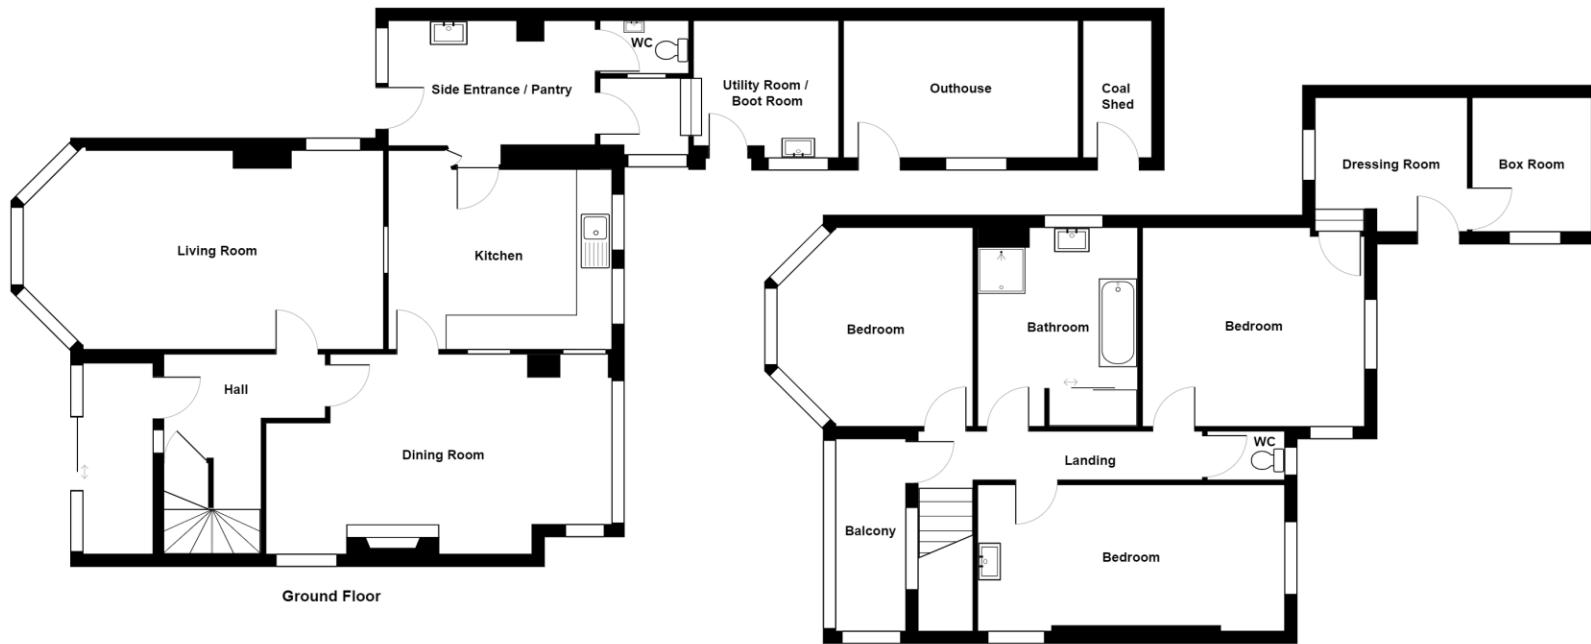 WC
Side Entrance / Pantry
Utility Room /
Boot Room
Outhouse
Coal
Shed
Living Room
Kitchen
Hall
Dining Room
Ground Floor
Dressing Room
Box Room
Bedroom
Bathroom
Bedroom
Landing
WC
Balcony
Bedroom